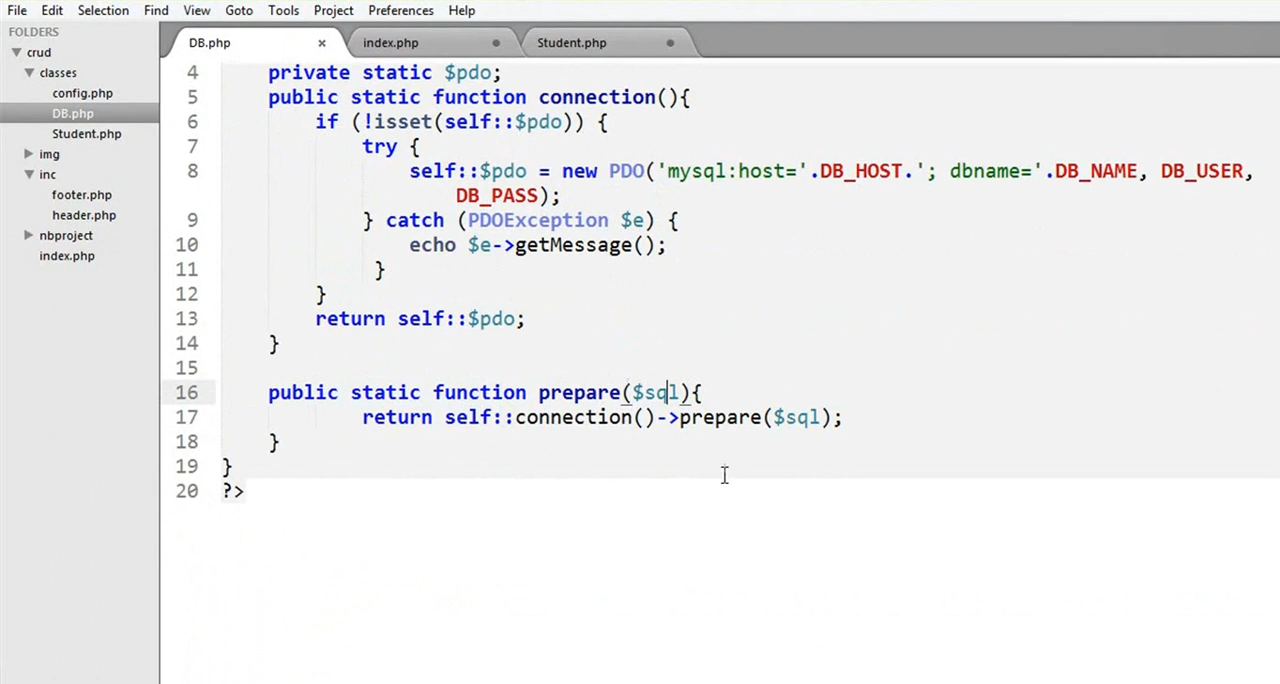 File Edit Selection Find View Goto Tools Project Preferences Help
FOLDERS
crud
classes
config.php
DB.php
Student.php
img
inc
footer.php
header.php
nbproject
index.php
DB.php × index.php Student.php
4 private static $pdo;
5 public static function connection(){
6 if (!isset(self::$pdo)) {
7 try {
8 self::$pdo = new PDO('mysql:host='.DB_HOST.'; dbname='.DB_NAME, DB_USER,
DB_PASS);
9 } catch (PDOException $e) {
10 echo $e->getMessage();
11 }
12 }
13 return self::$pdo;
14 }
15
16 public static function prepare($sql){
17 return self::connection()->prepare($sql);
18 }
19 }
20 ?>